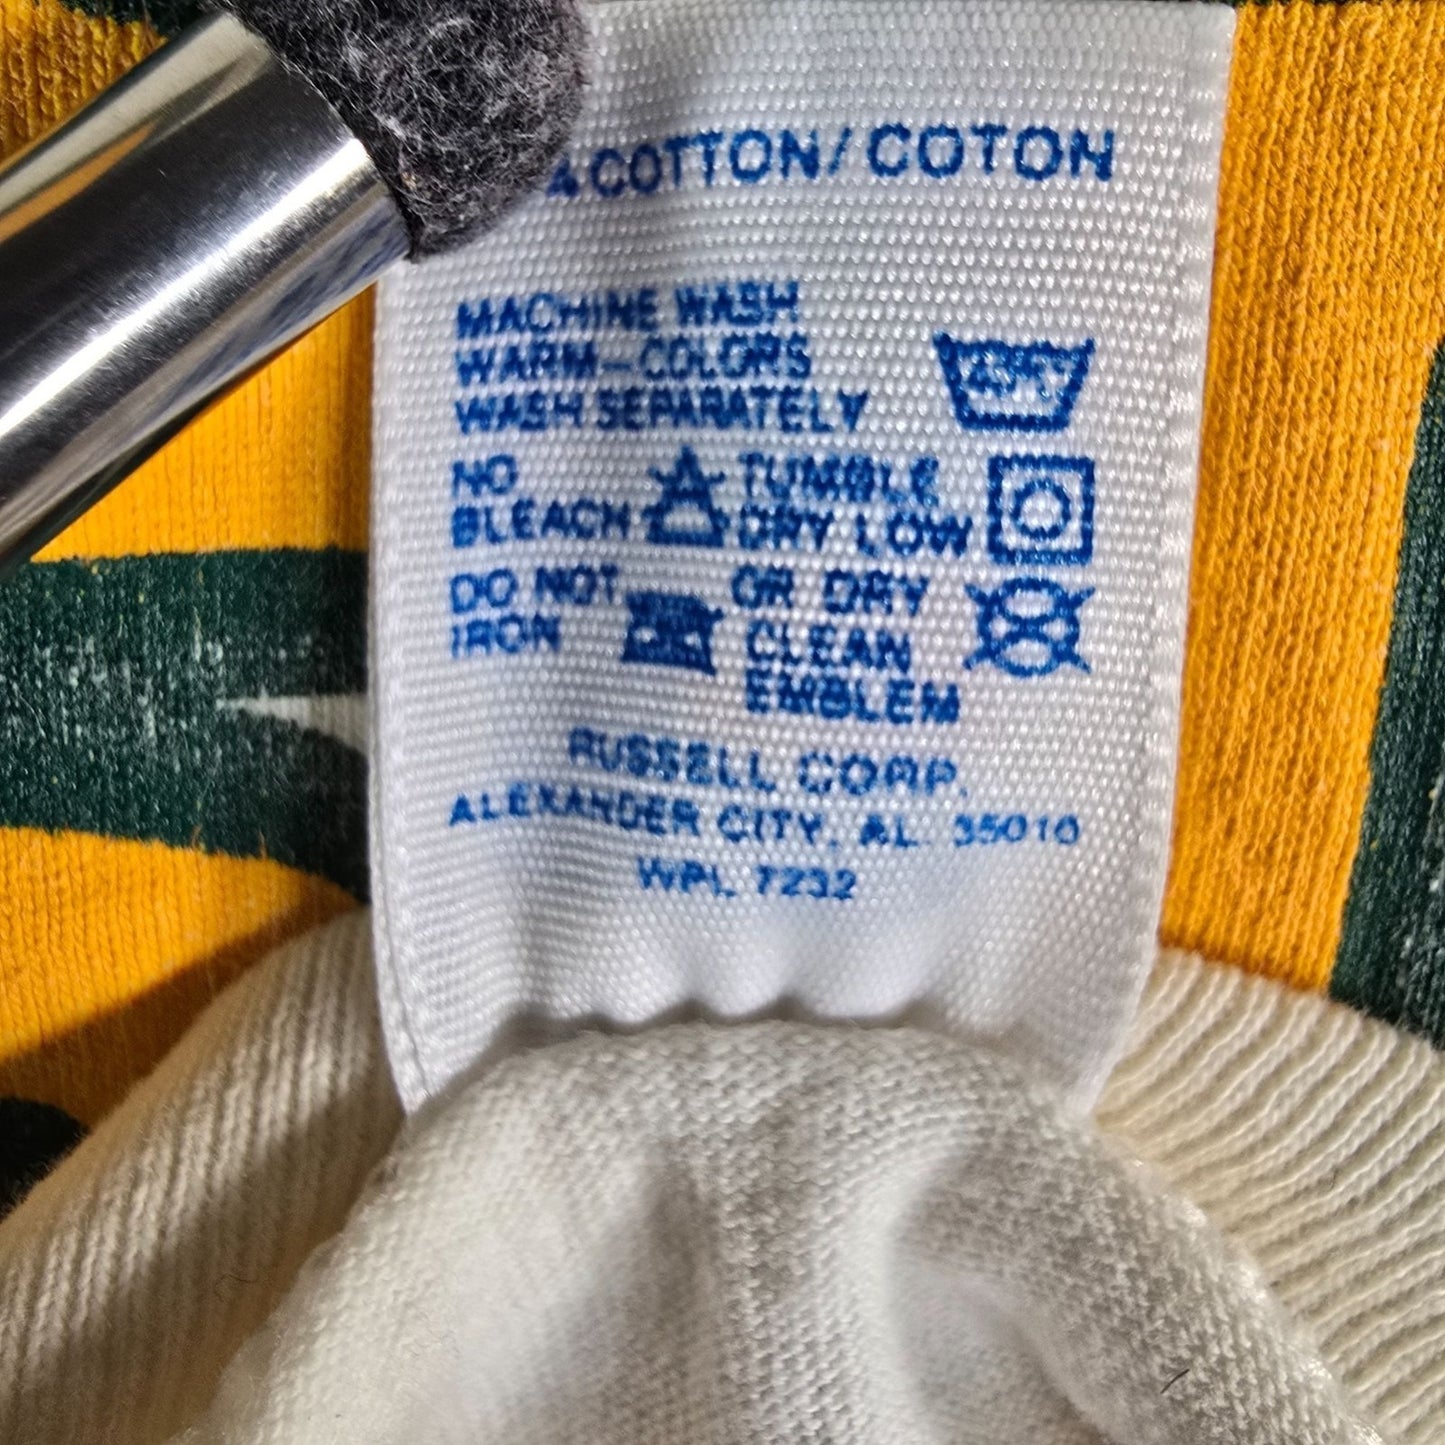 COTTON/COTON
MACHINE WASH
WARM-COLORS
WASH SEPARATELY
NO
BLEACH
TUMBLE
DRY LOW
DO NOT
IRON
OR DRY
CLEAN
EMBLEM
RUSSELL CORP.
ALEXANDER CITY, AL. 35010
WPL 7232